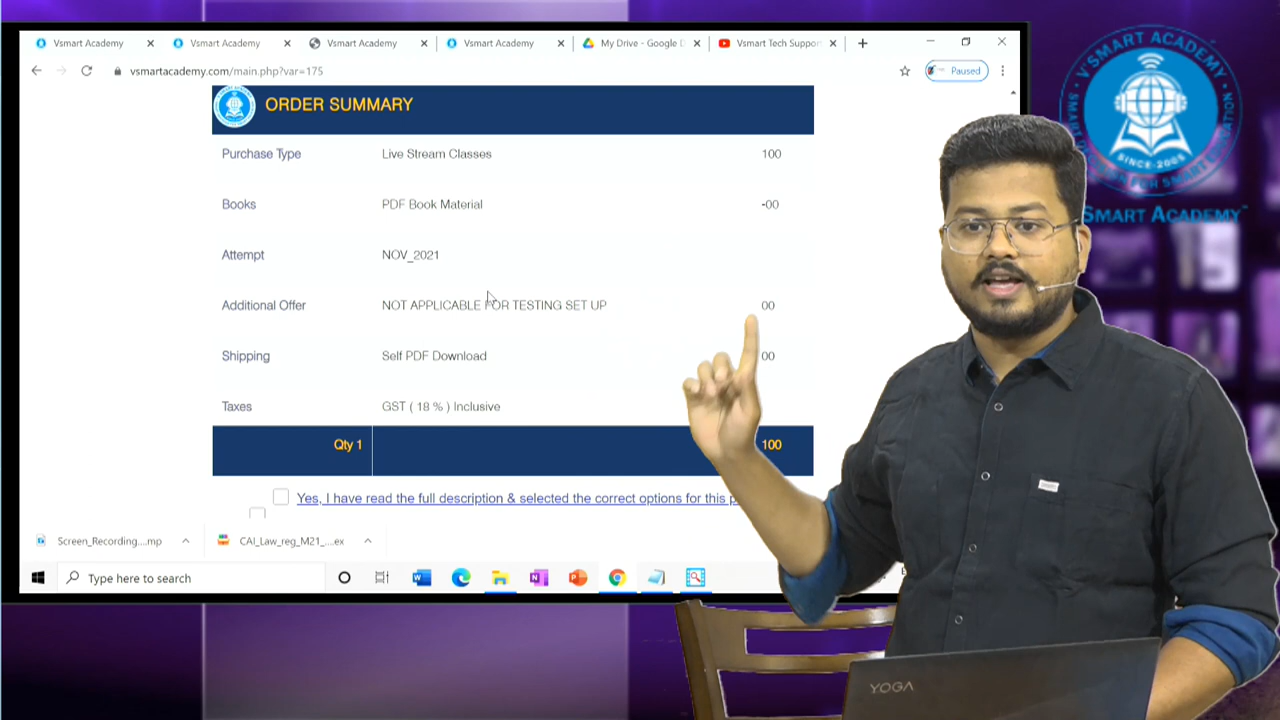 Vsmart Academy
Vsmart Academy
Vsmart Academy
Vsmart Academy
My Drive - Google D
Vsmart Tech Suppor
vsmartacademy.com/main.php?var=175
Paused
ORDER SUMMARY
Purchase Type Live Stream Classes 100
Books PDF Book Material -00
Attempt NOV_2021
Additional Offer NOT APPLICABLE FOR TESTING SET UP 00
Shipping Self PDF Download 00
Taxes GST ( 18 % ) Inclusive
Qty 1 100
Yes, I have read the full description & selected the correct options for this p
Screen_Recording....mp
CAI_Law_reg_M21_....ex
Type here to search
V'SMART ACADEMY
SINCE-2005
SMART ACADEMY
YOGA